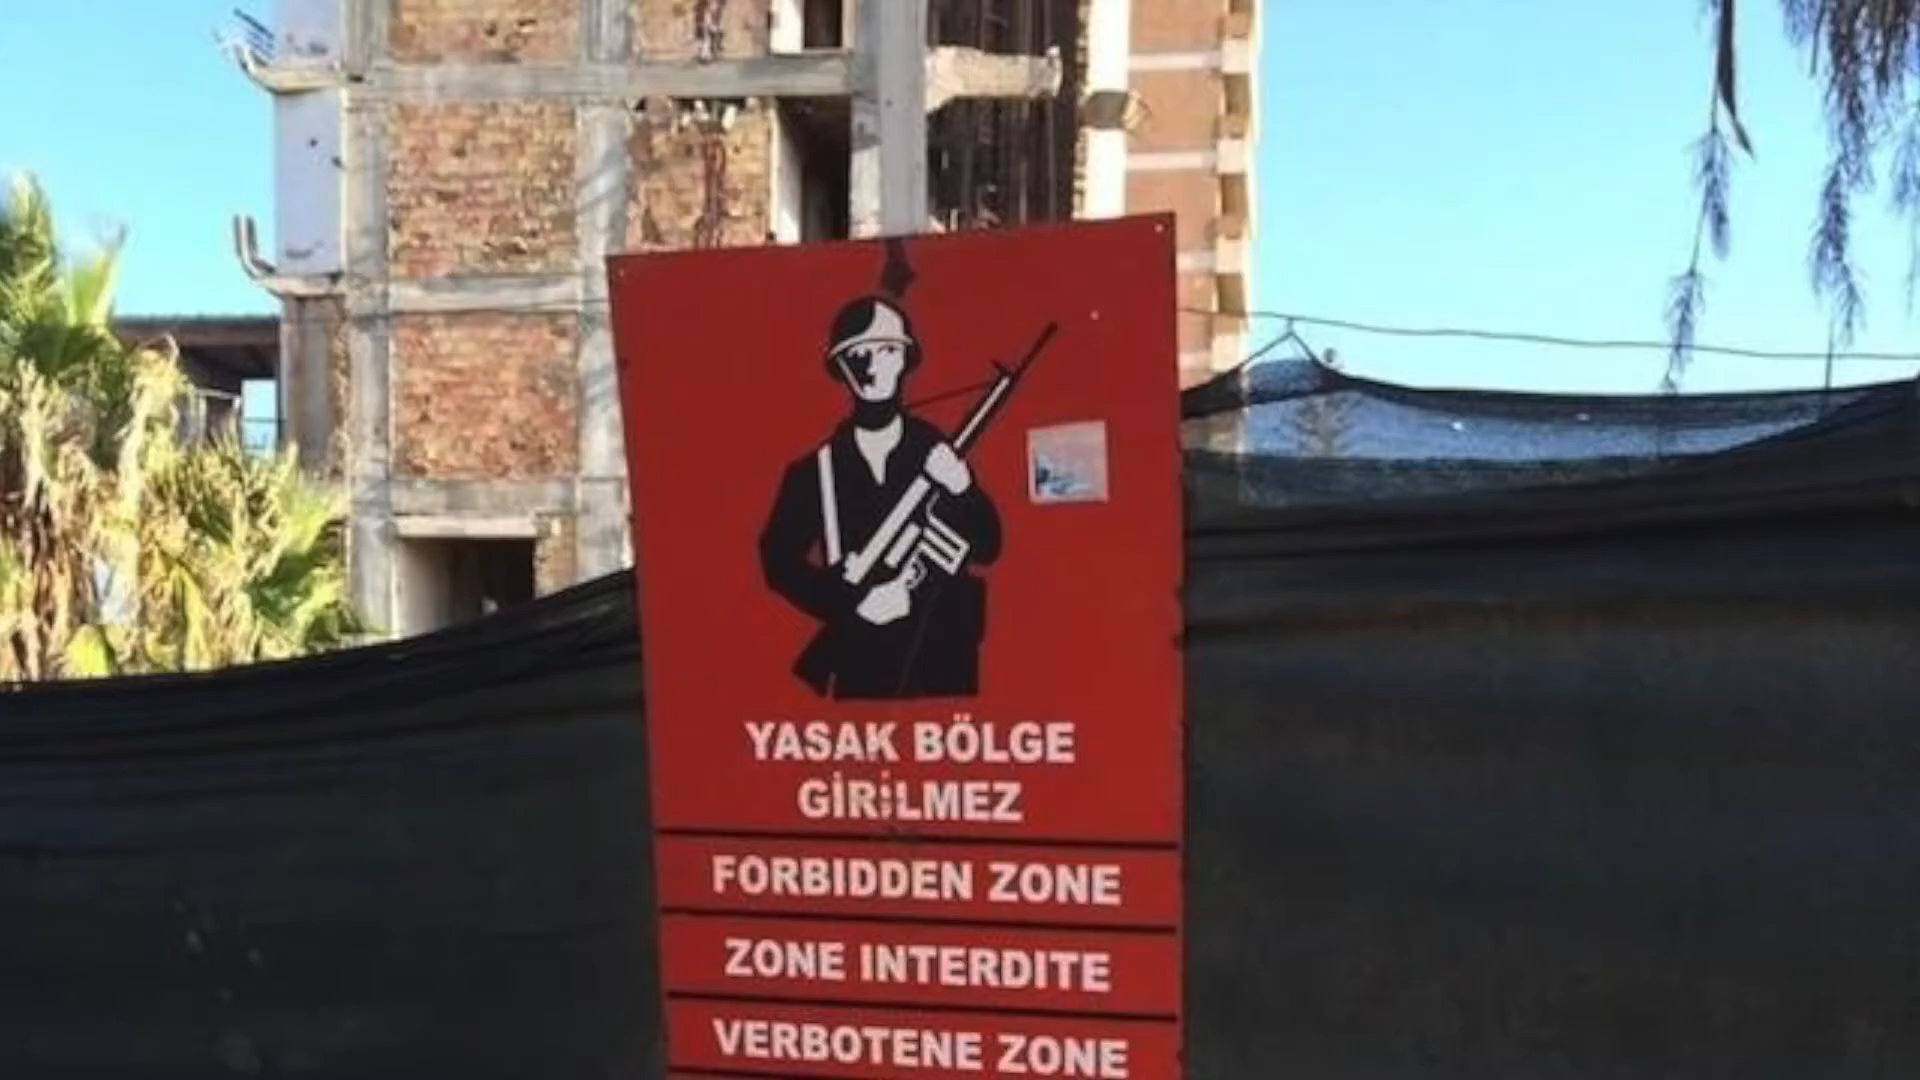 YASAK BÖLGE
GİRİLMEZ
FORBIDDEN ZONE
ZONE INTERDITE
VERBOTENE ZONE